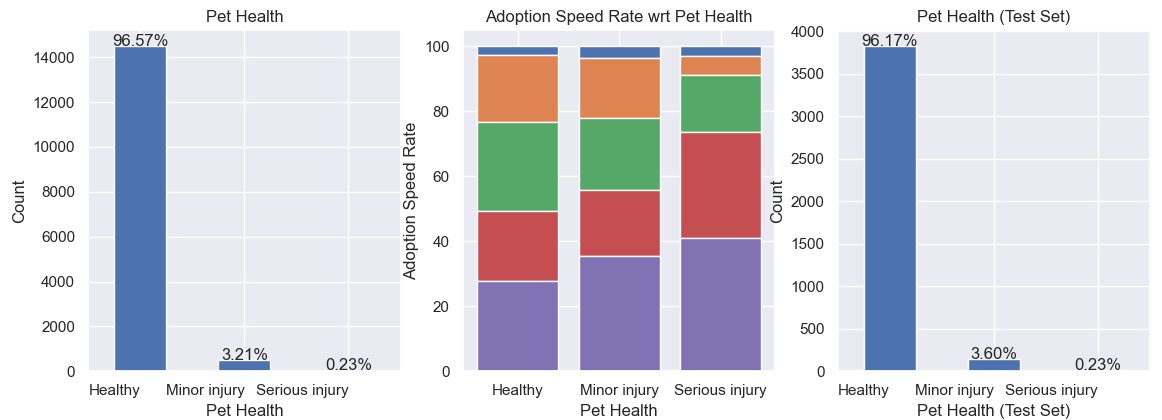 Pet Health
Count
14000
12000
10000
8000
6000
4000
2000
0
96.57%
3.21%
0.23%
Healthy
Minor injury
Serious injury
Pet Health
Adoption Speed Rate wrt Pet Health
Adoption Speed Rate
100
80
60
40
20
0
Healthy
Minor injury
Serious injury
Pet Health
Pet Health (Test Set)
Count
4000
3500
3000
2500
2000
1500
1000
500
0
96.17%
3.60%
0.23%
Healthy
Minor injury
Serious injury
Pet Health (Test Set)